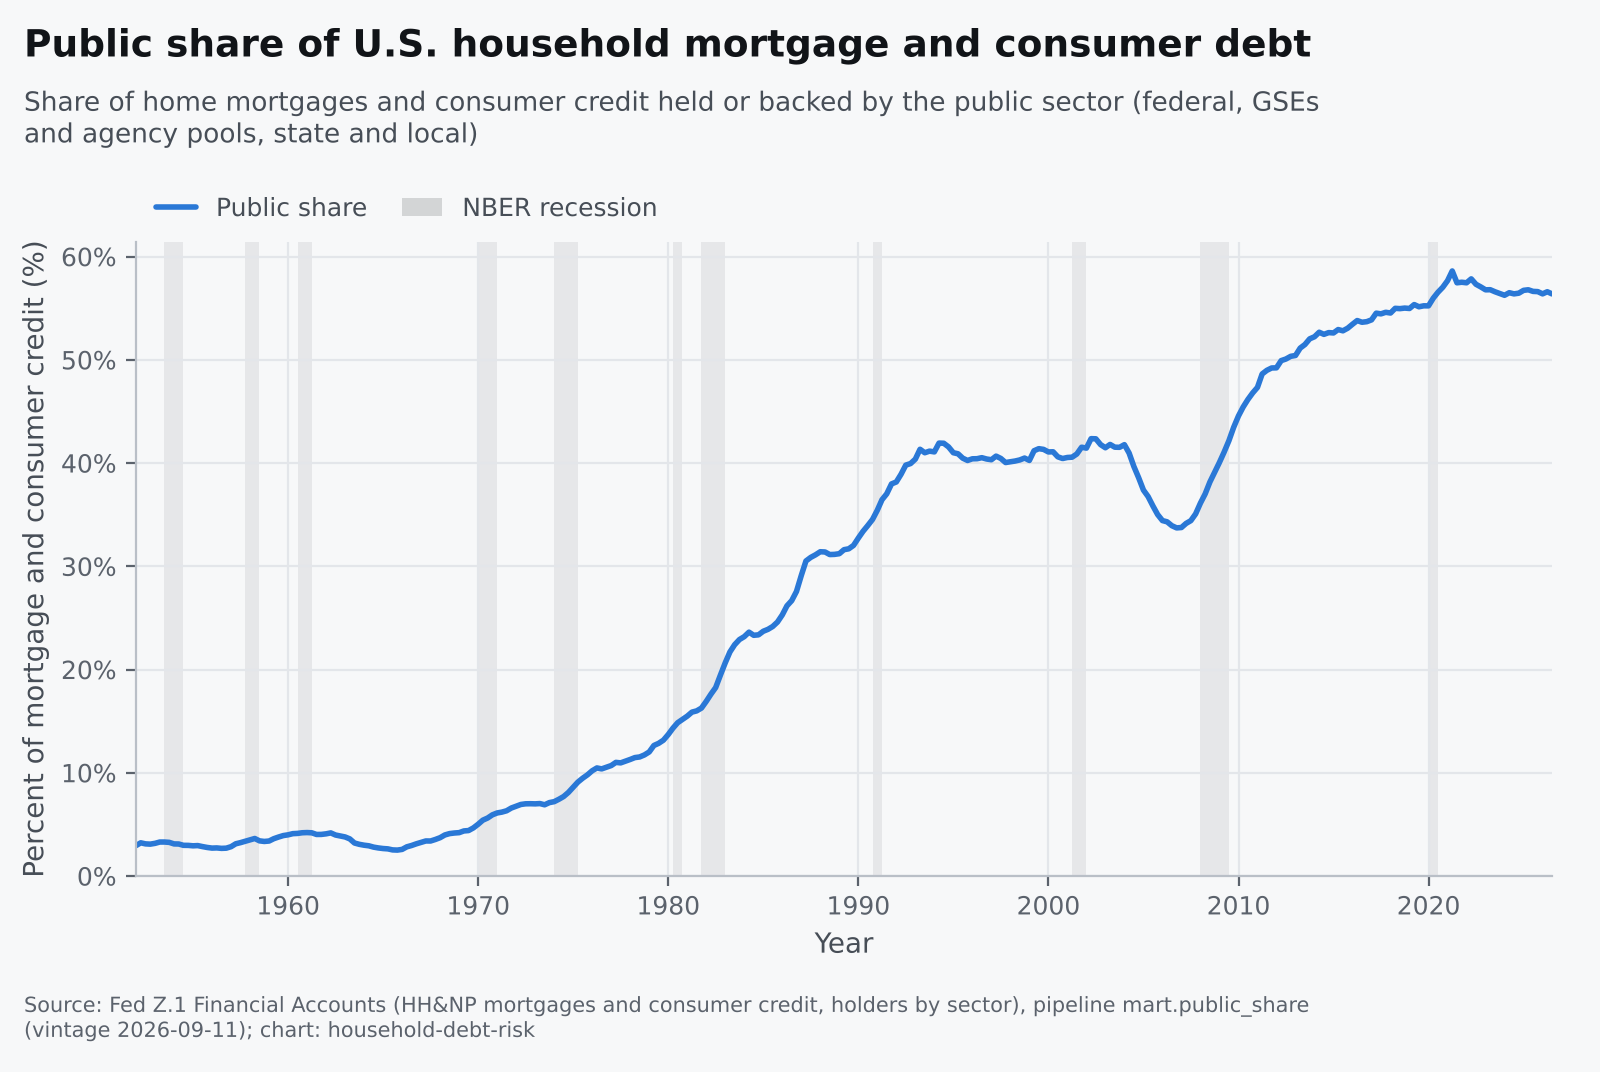 Public share of U.S. household mortgage and consumer debt
Share of home mortgages and consumer credit held or backed by the public sector (federal, GSEs
and agency pools, state and local)
Public share
NBER recession
Percent of mortgage and consumer credit (%)
60%
50%
40%
30%
20%
10%
0%
1960
1970
1980
1990
2000
2010
2020
Year
Source: Fed Z.1 Financial Accounts (HH&NP mortgages and consumer credit, holders by sector), pipeline mart.public_share
(vintage 2026-09-11); chart: household-debt-risk